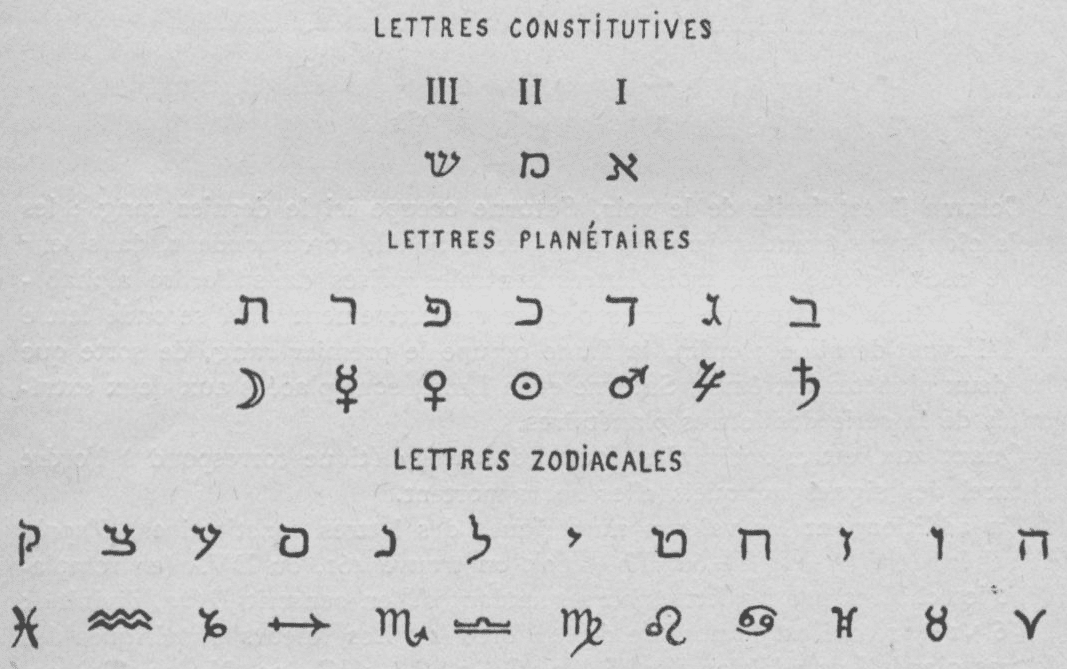 LETTRES CONSTITUTIVES
III II I
א מ ש
LETTRES PLANÉTAIRES
ב ג ד כ פ ר ת
☽ ☿ ♀ ☉ ♂ ♃ ♄
LETTRES ZODIACALES
ה ו ז ח ט י ל נ ס ע צ ק
♓ ♒ ♑ ♐ ♏ ♎ ♍ ♌ ♋ ♊ ♉ ♈